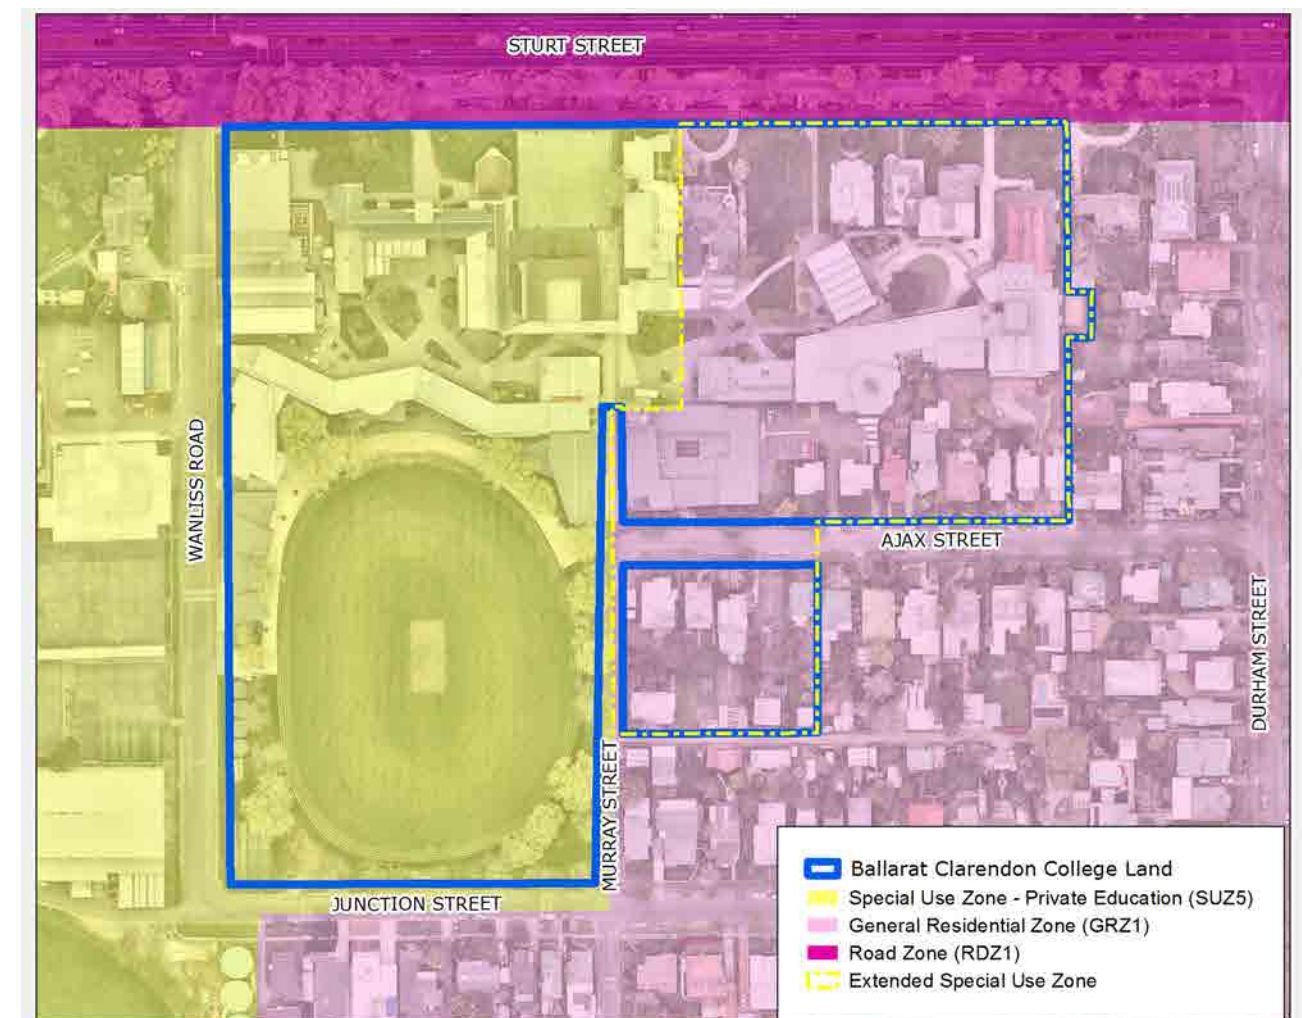 STURT STREET
WANLISS ROAD
AJAX STREET
DURHAM STREET
MURRAY STREET
JUNCTION STREET
Ballarat Clarendon College Land
Special Use Zone - Private Education (SUZ5)
General Residential Zone (GRZ1)
Road Zone (RDZ1)
Extended Special Use Zone